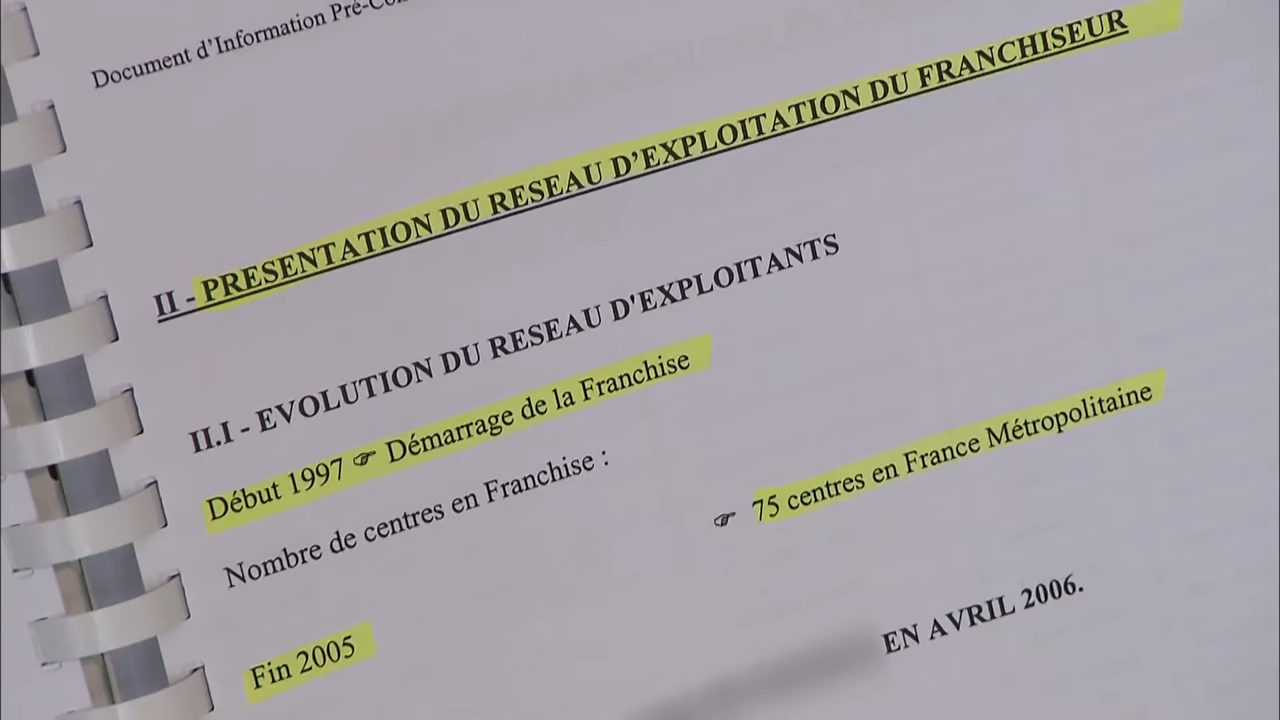 Document d'Information
II - PRESENTATION DU RESEAU D'EXPLOITATION DU FRANCHISEUR
II.I - EVOLUTION DU RESEAU D'EXPLOITANTS
Début 1997 ☞ Démarrage de la Franchise
Nombre de centres en Franchise :
☞ 75 centres en France Métropolitaine
Fin 2005
EN AVRIL 2006.